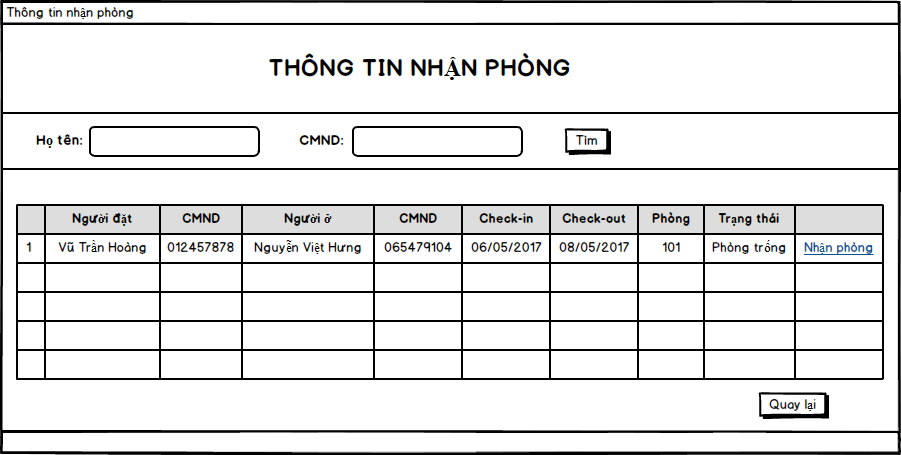 Thông tin nhận phòng
THÔNG TIN NHẬN PHÒNG
Họ tên: CMND: Tìm
Người đặt CMND Người ở CMND Check-in Check-out Phòng Trạng thái
1 Vũ Trần Hoàng 012457878 Nguyễn Việt Hưng 065479104 06/05/2017 08/05/2017 101 Phòng trống Nhận phòng
Quay lại